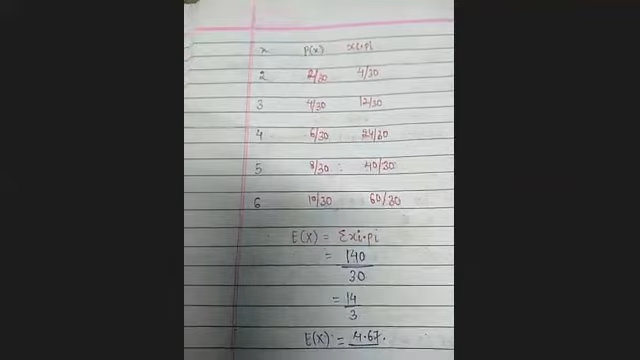 x P(x) xi·pi
2 2/30 4/30
3 4/30 12/30
4 6/30 24/30
5 8/30 40/30
6 10/30 60/30
E(X) = Σxi·pi
= 140/30
= 14/3
E(X) = 4.67.